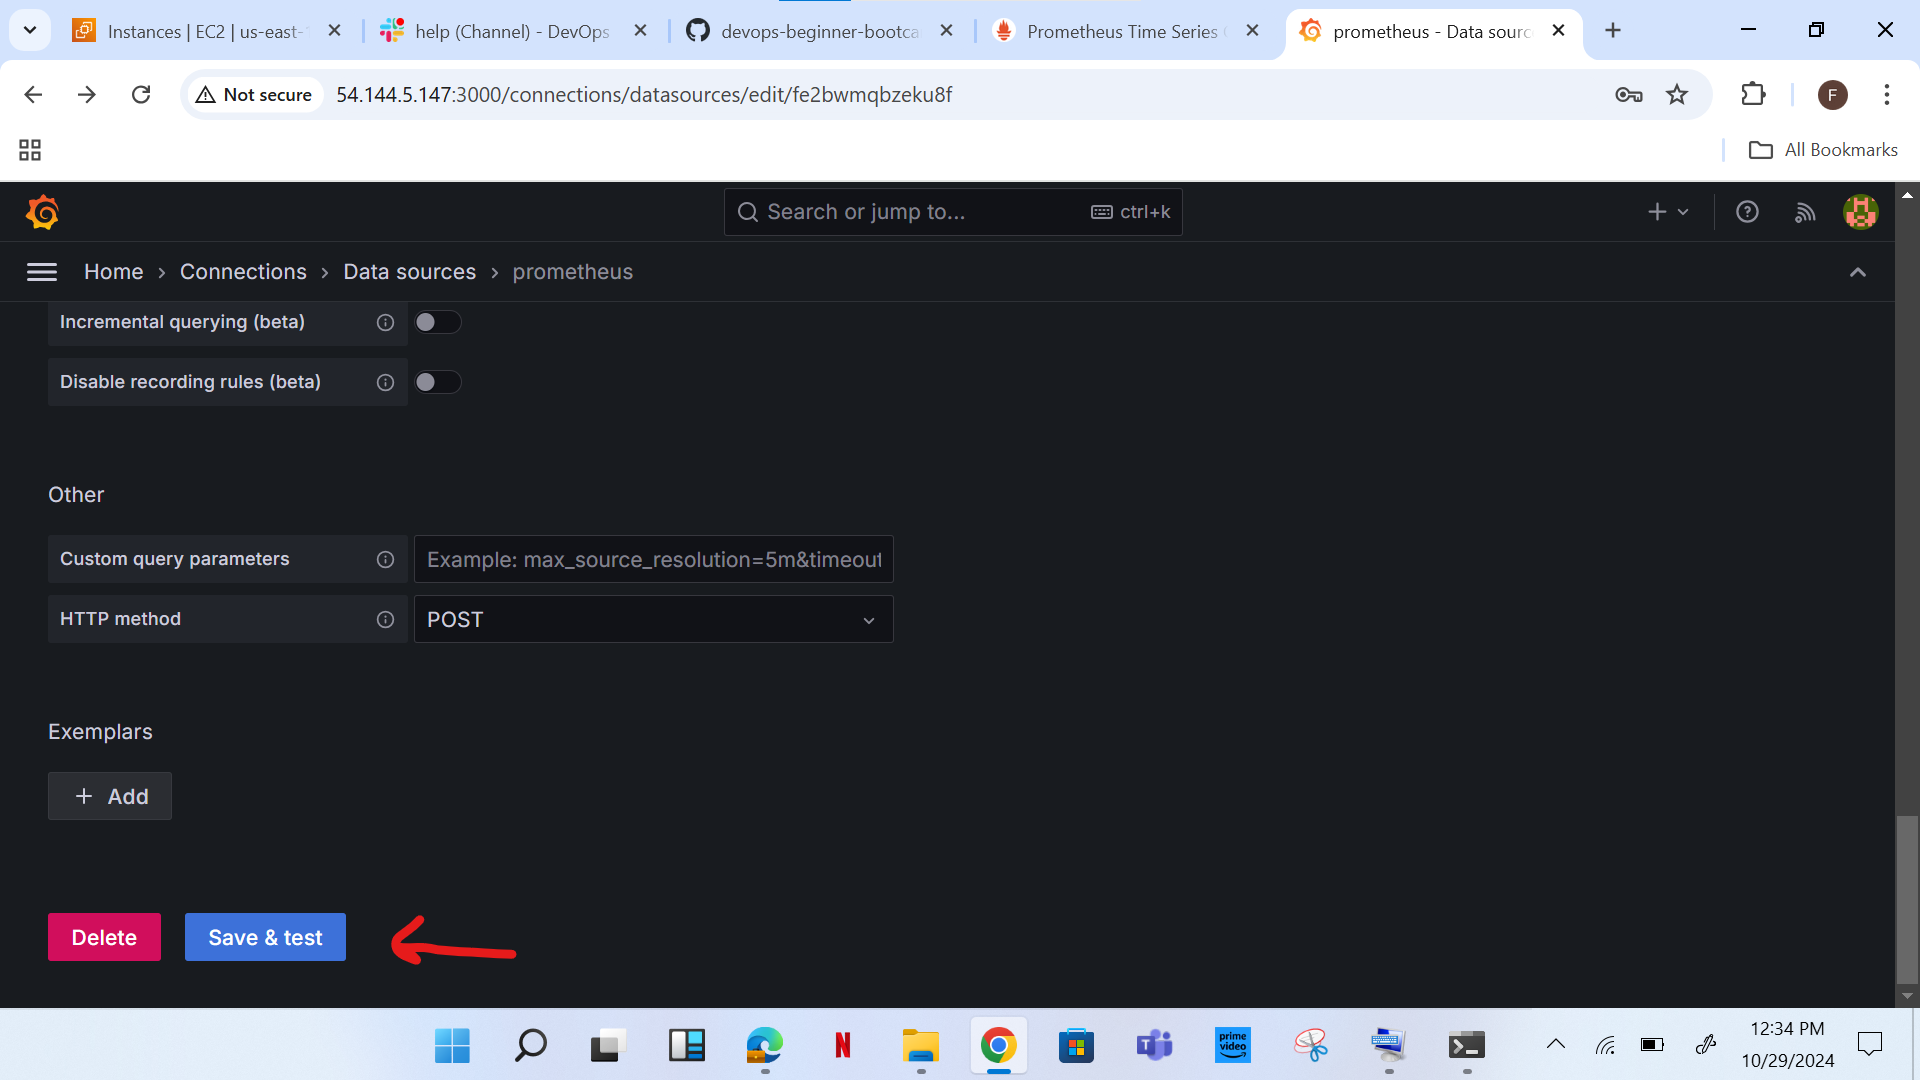 Instances | EC2 | us-east-1
help (Channel) - DevOps
devops-beginner-bootca
Prometheus Time Series
prometheus - Data sourc
Not secure
54.144.5.147:3000/connections/datasources/edit/fe2bwmqbzeku8f
F
All Bookmarks
Search or jump to...
ctrl+k
Home › Connections › Data sources › prometheus
Incremental querying (beta)
Disable recording rules (beta)
Other
Custom query parameters
Example: max_source_resolution=5m&timeout
HTTP method
POST
Exemplars
+ Add
Delete
Save & test
N
T
prime
video
12:34 PM
10/29/2024